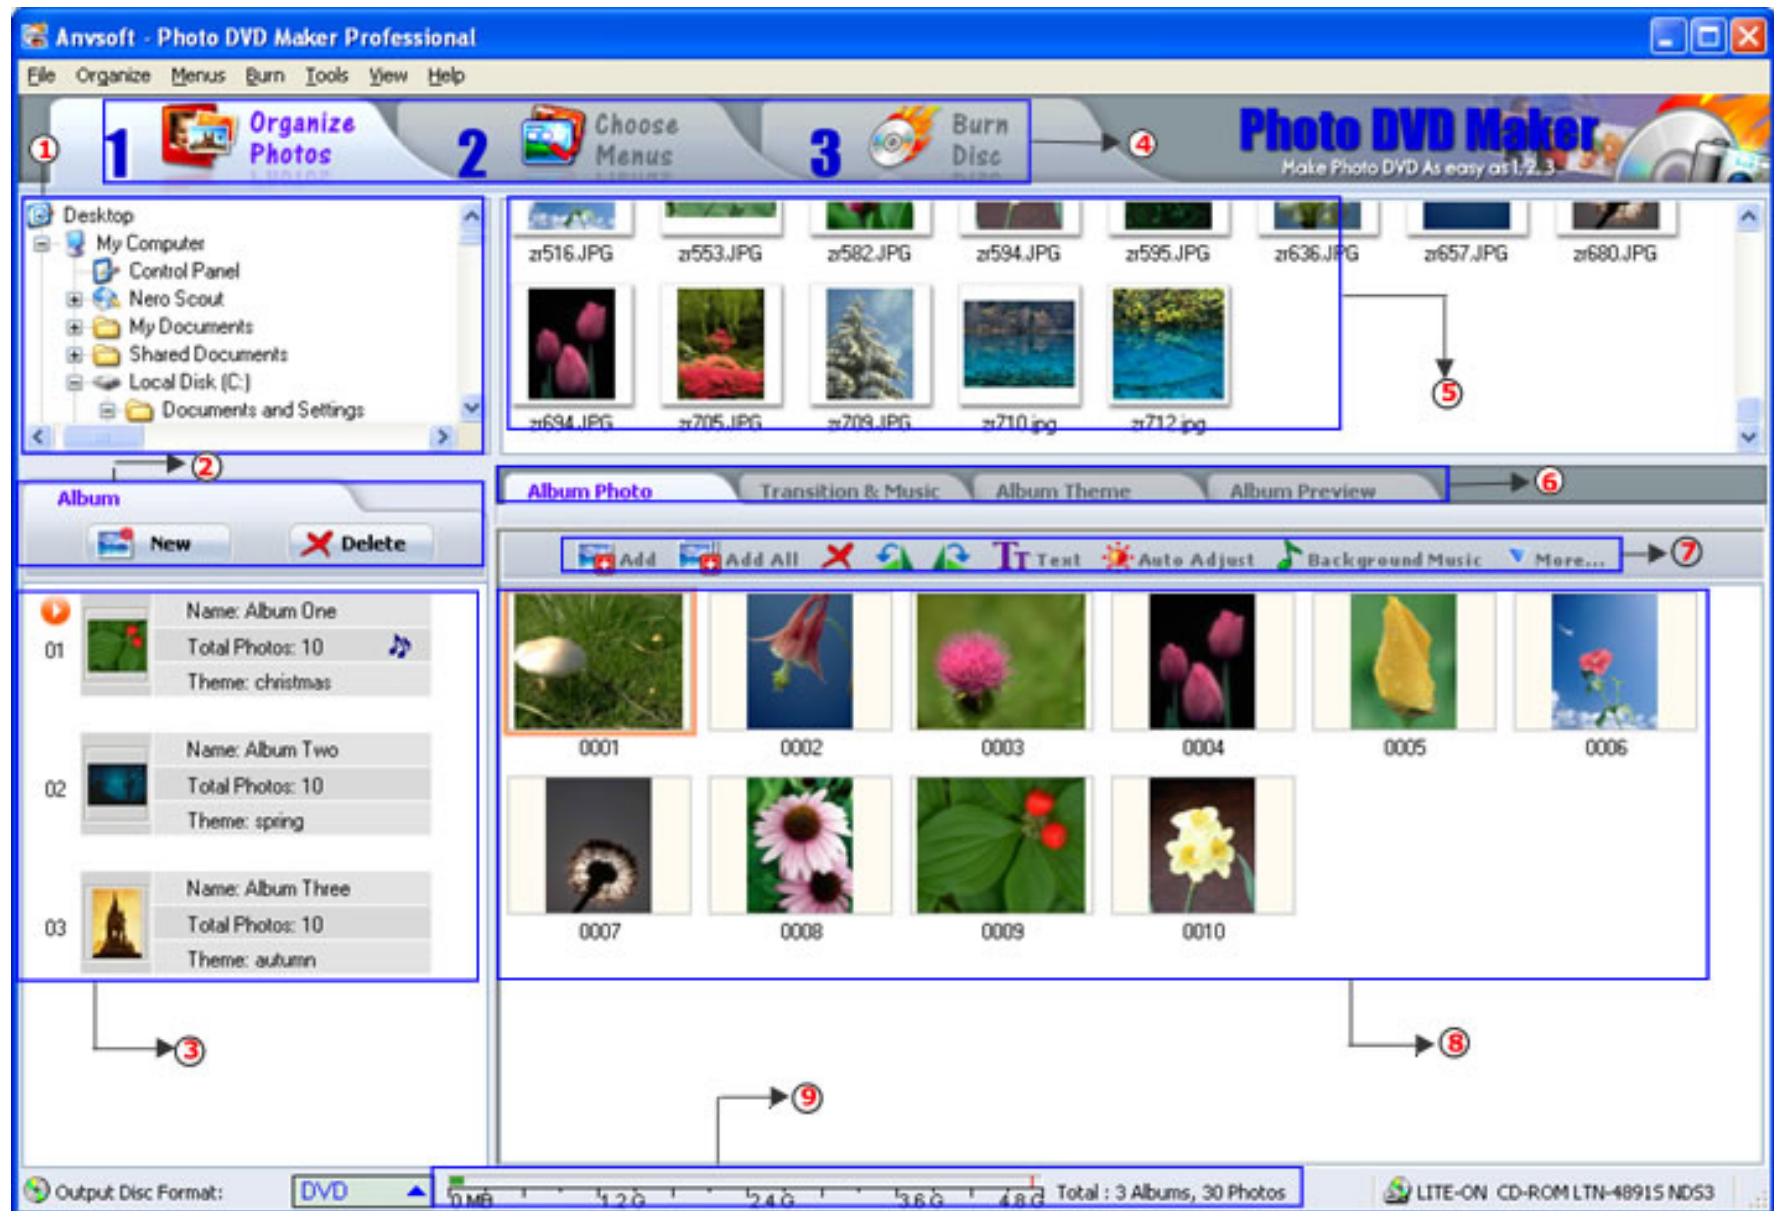 Anvsoft - Photo DVD Maker Professional
File Organize Menus Burn Tools View Help
1 Organize Photos
2 Choose Menus
3 Burn Disc
4
Photo DVD Maker
Make Photo DVD As easy as 1. 2. 3
1
Desktop
My Computer
Control Panel
Nero Scout
My Documents
Shared Documents
Local Disk (C:)
Documents and Settings
zr516.JPG zr553.JPG zr582.JPG zr594.JPG zr595.JPG zr636.JPG zr657.JPG zr680.JPG
zr694.JPG zr705.JPG zr709.JPG zr710.jpg zr712.jpg
5
2
Album
New Delete
Album Photo Transition & Music Album Theme Album Preview
6
Add Add All Text Auto Adjust Background Music More...
7
01
Name: Album One
Total Photos: 10
Theme: christmas
02
Name: Album Two
Total Photos: 10
Theme: spring
03
Name: Album Three
Total Photos: 10
Theme: autumn
3
0001 0002 0003 0004 0005 0006
0007 0008 0009 0010
8
9
Output Disc Format: DVD
0 MB 1.2 G 2.4 G 3.6 G 4.8 G
Total : 3 Albums, 30 Photos
LITE-ON CD-ROM LTN-4891S NDS3